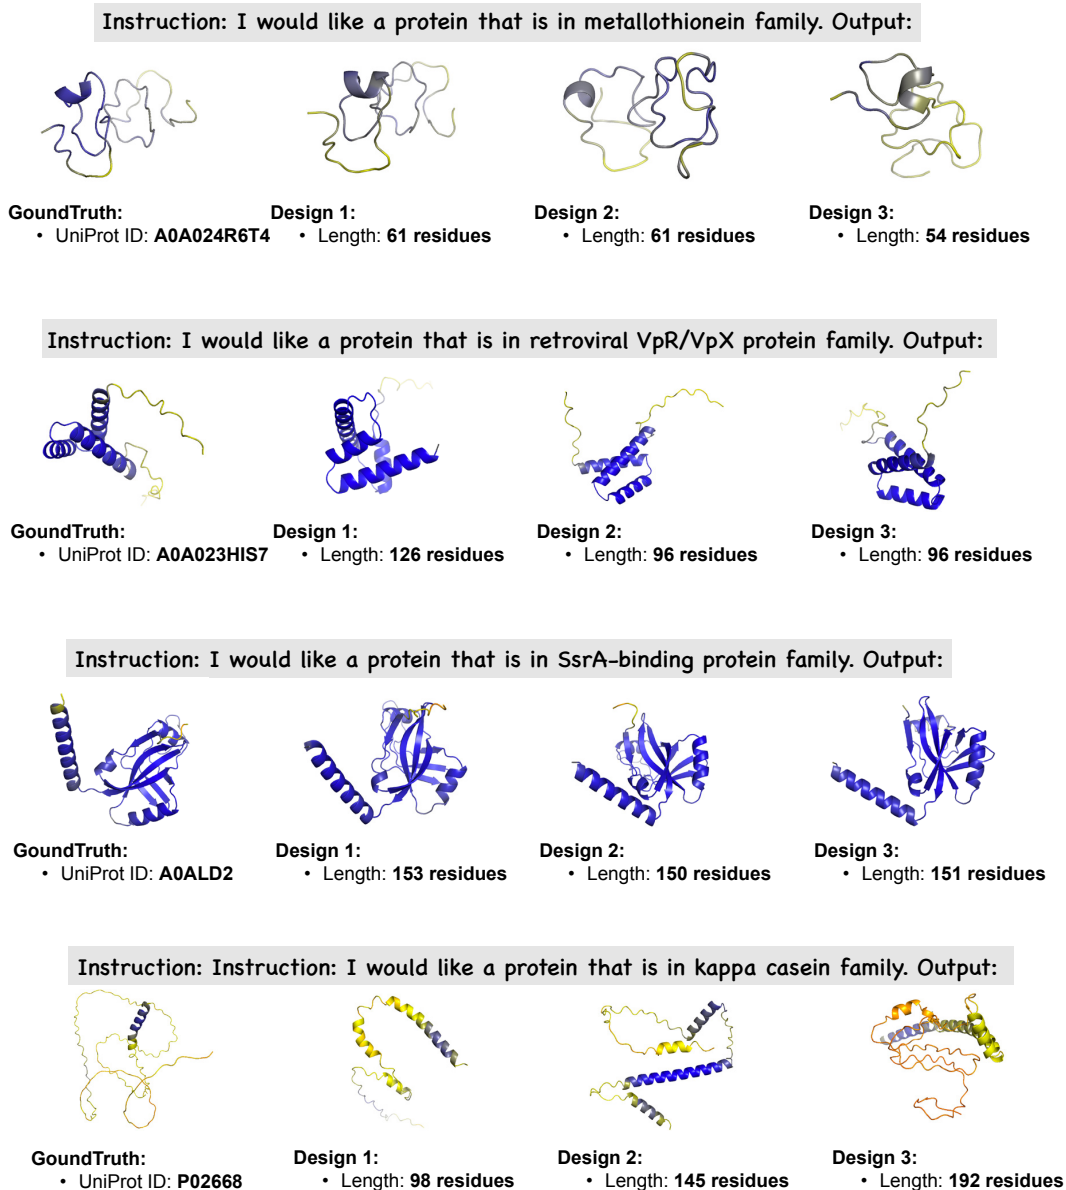 Instruction: I would like a protein that is in metallothionein family. Output:
GoundTruth:
• UniProt ID: A0A024R6T4
Design 1:
• Length: 61 residues
Design 2:
• Length: 61 residues
Design 3:
• Length: 54 residues
Instruction: I would like a protein that is in retroviral VpR/VpX protein family. Output:
GoundTruth:
• UniProt ID: A0A023HIS7
Design 1:
• Length: 126 residues
Design 2:
• Length: 96 residues
Design 3:
• Length: 96 residues
Instruction: I would like a protein that is in SsrA-binding protein family. Output:
GoundTruth:
• UniProt ID: A0ALD2
Design 1:
• Length: 153 residues
Design 2:
• Length: 150 residues
Design 3:
• Length: 151 residues
Instruction: Instruction: I would like a protein that is in kappa casein family. Output:
GoundTruth:
• UniProt ID: P02668
Design 1:
• Length: 98 residues
Design 2:
• Length: 145 residues
Design 3:
• Length: 192 residues